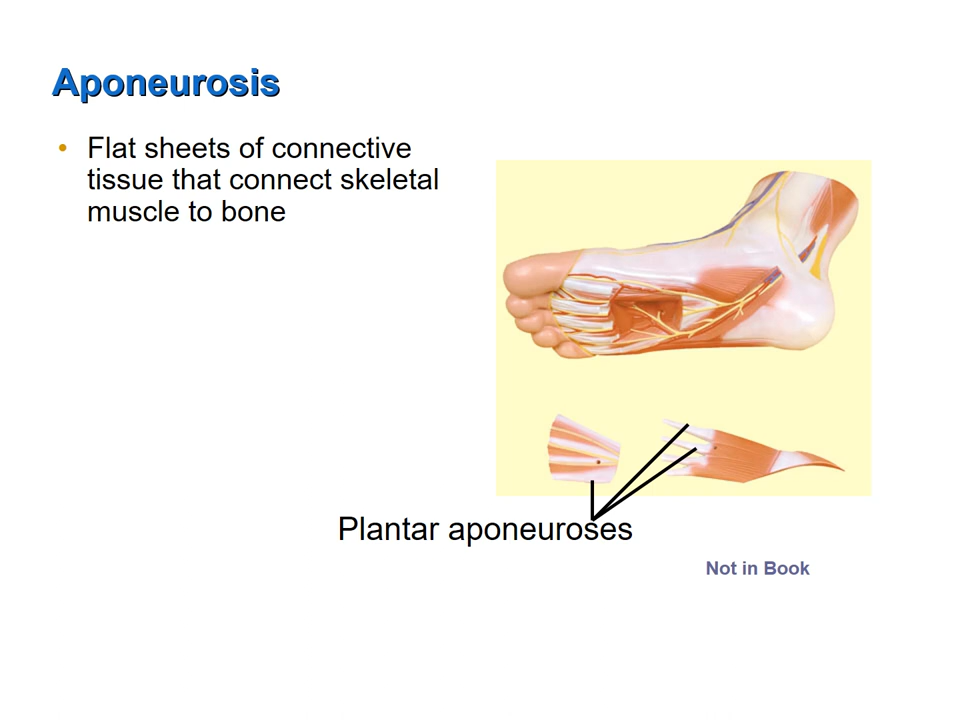 Aponeurosis
• Flat sheets of connective
tissue that connect skeletal
muscle to bone
Plantar aponeuroses
Not in Book